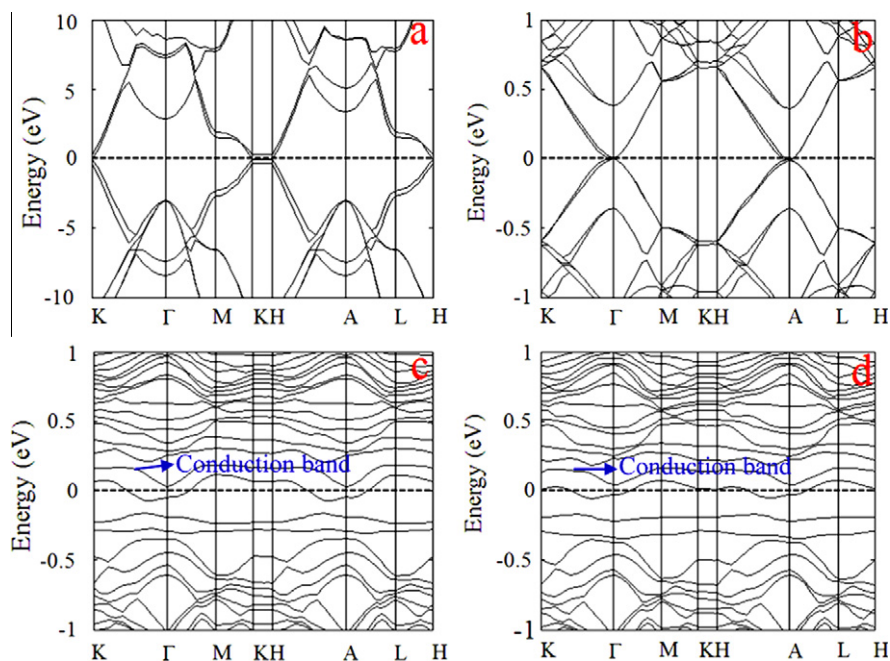 a
10
5
0
-5
-10
Energy (eV)
K Γ M KH A L H
b
1
0.5
0
-0.5
-1
Energy (eV)
K Γ M KH A L H
c
1
0.5
0
-0.5
-1
Energy (eV)
Conduction band
K Γ M KH A L H
d
1
0.5
0
-0.5
-1
Energy (eV)
Conduction band
K Γ M KH A L H